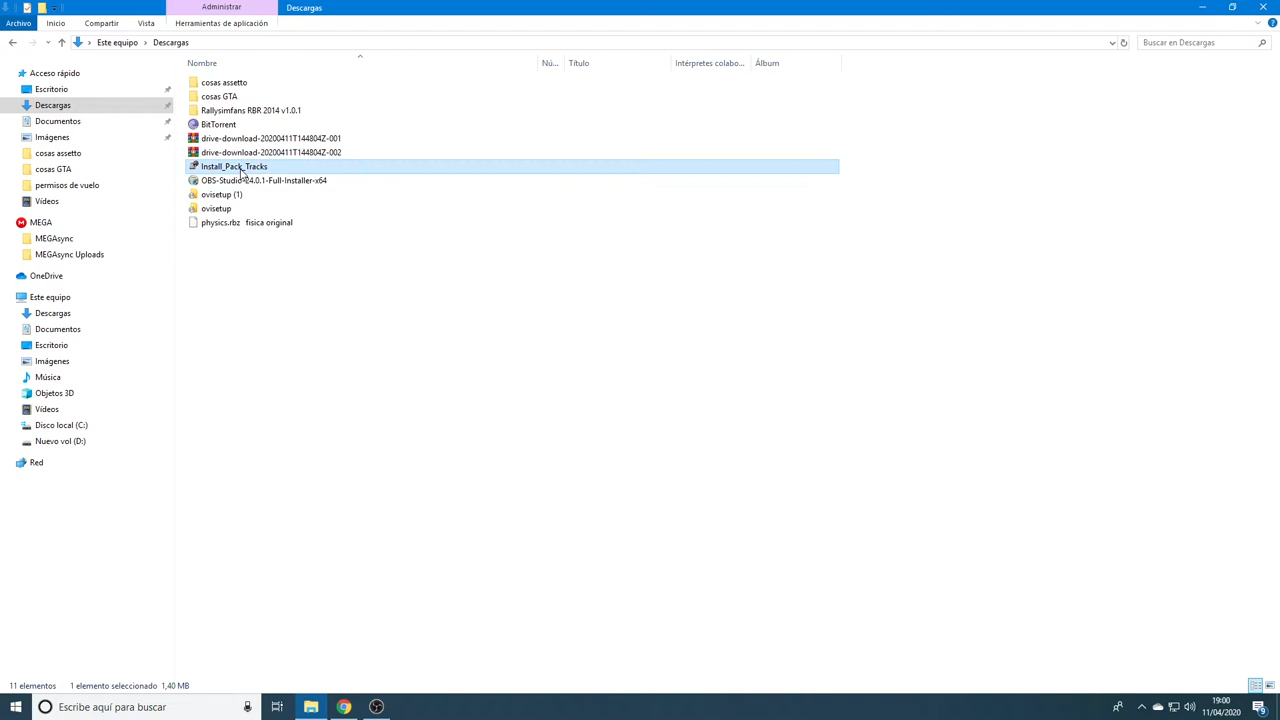 Administrar
Descargas
Archivo
Inicio
Compartir
Vista
Herramientas de aplicación
Este equipo
Descargas
Buscar en Descargas
Nombre
Nú...
Título
Intérpretes colabo...
Álbum
Acceso rápido
Escritorio
Descargas
Documentos
Imágenes
cosas assetto
cosas GTA
permisos de vuelo
Vídeos
MEGA
MEGAsync
MEGAsync Uploads
OneDrive
Este equipo
Descargas
Documentos
Escritorio
Imágenes
Música
Objetos 3D
Vídeos
Disco local (C:)
Nuevo vol (D:)
Red
cosas assetto
cosas GTA
Rallysimfans RBR 2014 v1.0.1
BitTorrent
drive-download-20200411T144804Z-001
drive-download-20200411T144804Z-002
Install_Pack_Tracks
OBS-Studio-24.0.1-Full-Installer-x64
ovisetup (1)
ovisetup
physics.rbz fisica original
11 elementos
1 elemento seleccionado 1,40 MB
Escribe aquí para buscar
19:00
11/04/2020
2